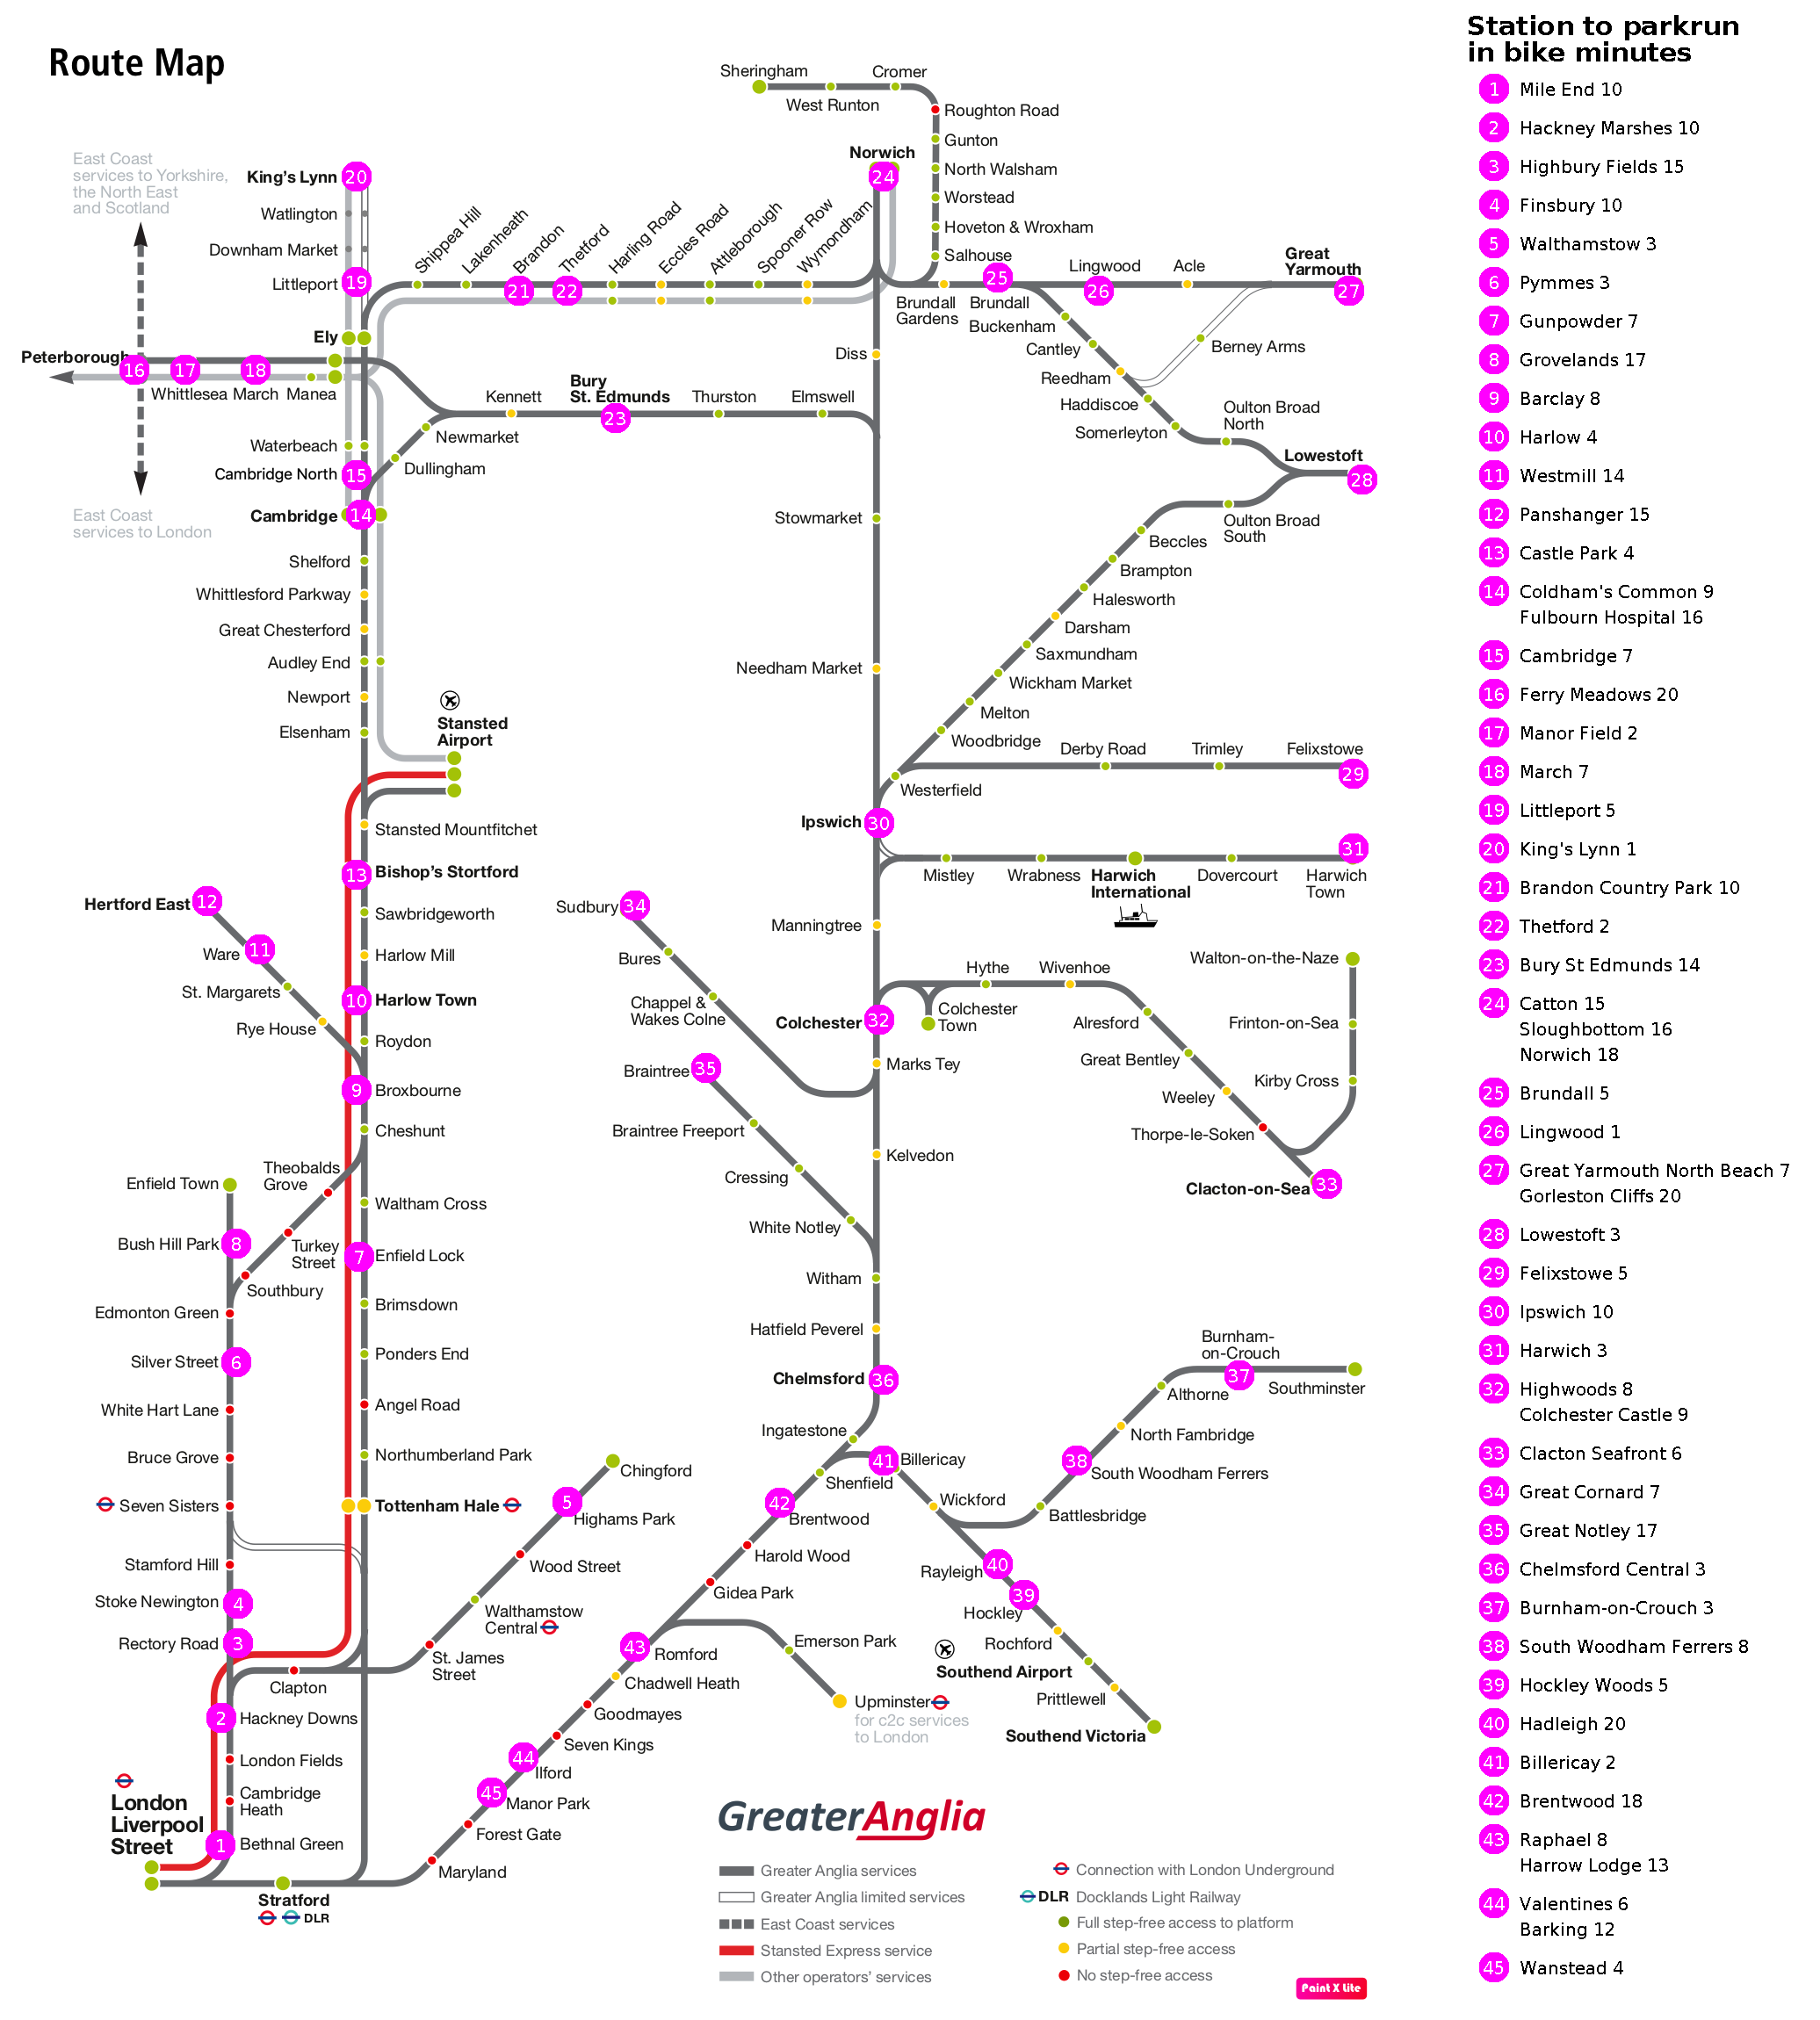 Route Map
Sheringham
Cromer
West Runton
Roughton Road
Gunton
North Walsham
Worstead
Hoveton & Wroxham
Salhouse
Norwich
24
East Coast
services to Yorkshire,
the North East
and Scotland
King's Lynn
20
Watlington
Downham Market
Littleport
19
Shippea Hill
Lakenheath
Brandon
21
Thetford
22
Harling Road
Eccles Road
Attleborough
Spooner Row
Wymondham
Brundall
Gardens
25
Brundall
Lingwood
26
Acle
Great
Yarmouth
27
Buckenham
Cantley
Reedham
Berney Arms
Haddiscoe
Somerleyton
Oulton Broad
North
Lowestoft
28
Oulton Broad
South
Beccles
Brampton
Halesworth
Darsham
Saxmundham
Wickham Market
Melton
Woodbridge
Ely
Peterborough
16
17
18
Whittlesea
March
Manea
Kennett
Bury
St. Edmunds
23
Thurston
Elmswell
Diss
Newmarket
Dullingham
Waterbeach
Cambridge North
15
Cambridge
14
East Coast
services to London
Stowmarket
Needham Market
Shelford
Whittlesford Parkway
Great Chesterford
Audley End
Newport
Elsenham
Stansted
Airport
Stansted Mountfitchet
Derby Road
Trimley
Felixstowe
29
Westerfield
Ipswich
30
Mistley
Wrabness
Harwich
International
Dovercourt
Harwich
Town
31
Manningtree
13
Bishop's Stortford
Sawbridgeworth
Harlow Mill
10
Harlow Town
Roydon
9
Broxbourne
Cheshunt
Hertford East
12
Ware
11
St. Margarets
Rye House
Sudbury
34
Bures
Chappel &
Wakes Colne
Colchester
32
Hythe
Wivenhoe
Colchester
Town
Alresford
Great Bentley
Weeley
Thorpe-le-Soken
Walton-on-the-Naze
Frinton-on-Sea
Kirby Cross
Clacton-on-Sea
33
Marks Tey
Braintree
35
Braintree Freeport
Cressing
White Notley
Kelvedon
Witham
Hatfield Peverel
Chelmsford
36
Ingatestone
Shenfield
Theobalds
Grove
Turkey
Street
Southbury
Enfield Town
Bush Hill Park
8
Edmonton Green
Silver Street
6
White Hart Lane
Bruce Grove
Seven Sisters
Stamford Hill
Stoke Newington
4
Rectory Road
3
Waltham Cross
7
Enfield Lock
Brimsdown
Ponders End
Angel Road
Northumberland Park
Tottenham Hale
Chingford
5
Highams Park
Wood Street
Walthamstow
Central
St. James
Street
Clapton
2
Hackney Downs
London Fields
Cambridge
Heath
1
Bethnal Green
London
Liverpool
Street
Stratford
DLR
41
Billericay
Wickford
Battlesbridge
38
South Woodham Ferrers
North Fambridge
Althorne
Burnham-
on-Crouch
37
Southminster
Rayleigh
40
Hockley
39
Rochford
Southend Airport
Prittlewell
Southend Victoria
42
Brentwood
Harold Wood
Gidea Park
43
Romford
Emerson Park
Upminster
for c2c services
to London
Chadwell Heath
Goodmayes
Seven Kings
44
Ilford
45
Manor Park
Forest Gate
Maryland
GreaterAnglia
Greater Anglia services
Greater Anglia limited services
East Coast services
Stansted Express service
Other operators' services
Connection with London Underground
DLR Docklands Light Railway
Full step-free access to platform
Partial step-free access
No step-free access
Paint X Lite
Station to parkrun
in bike minutes
1 Mile End 10
2 Hackney Marshes 10
3 Highbury Fields 15
4 Finsbury 10
5 Walthamstow 3
6 Pymmes 3
7 Gunpowder 7
8 Grovelands 17
9 Barclay 8
10 Harlow 4
11 Westmill 14
12 Panshanger 15
13 Castle Park 4
14 Coldham's Common 9
Fulbourn Hospital 16
15 Cambridge 7
16 Ferry Meadows 20
17 Manor Field 2
18 March 7
19 Littleport 5
20 King's Lynn 1
21 Brandon Country Park 10
22 Thetford 2
23 Bury St Edmunds 14
24 Catton 15
Sloughbottom 16
Norwich 18
25 Brundall 5
26 Lingwood 1
27 Great Yarmouth North Beach 7
Gorleston Cliffs 20
28 Lowestoft 3
29 Felixstowe 5
30 Ipswich 10
31 Harwich 3
32 Highwoods 8
Colchester Castle 9
33 Clacton Seafront 6
34 Great Cornard 7
35 Great Notley 17
36 Chelmsford Central 3
37 Burnham-on-Crouch 3
38 South Woodham Ferrers 8
39 Hockley Woods 5
40 Hadleigh 20
41 Billericay 2
42 Brentwood 18
43 Raphael 8
Harrow Lodge 13
44 Valentines 6
Barking 12
45 Wanstead 4